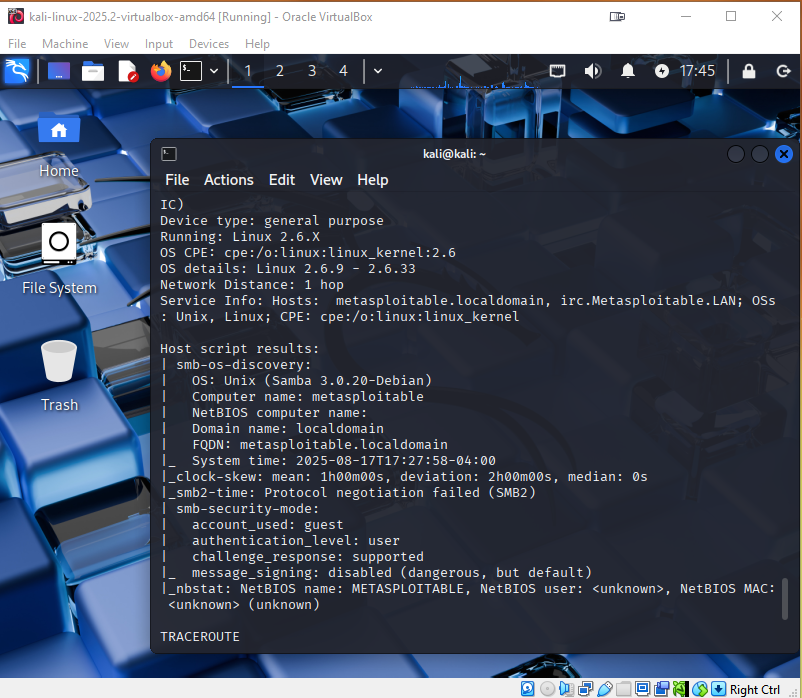 kali-linux-2025.2-virtualbox-amd64 [Running] - Oracle VirtualBox
File Machine View Input Devices Help
1 2 3 4 17:45
Home
File System
Trash
kali@kali: ~
File Actions Edit View Help
IC)
Device type: general purpose
Running: Linux 2.6.X
OS CPE: cpe:/o:linux:linux_kernel:2.6
OS details: Linux 2.6.9 - 2.6.33
Network Distance: 1 hop
Service Info: Hosts:  metasploitable.localdomain, irc.Metasploitable.LAN; OSs
: Unix, Linux; CPE: cpe:/o:linux:linux_kernel
Host script results:
| smb-os-discovery:
|   OS: Unix (Samba 3.0.20-Debian)
|   Computer name: metasploitable
|   NetBIOS computer name:
|   Domain name: localdomain
|   FQDN: metasploitable.localdomain
|_  System time: 2025-08-17T17:27:58-04:00
|_clock-skew: mean: 1h00m00s, deviation: 2h00m00s, median: 0s
|_smb2-time: Protocol negotiation failed (SMB2)
| smb-security-mode:
|   account_used: guest
|   authentication_level: user
|   challenge_response: supported
|_  message_signing: disabled (dangerous, but default)
|_nbstat: NetBIOS name: METASPLOITABLE, NetBIOS user: <unknown>, NetBIOS MAC:
 <unknown> (unknown)
TRACEROUTE
Right Ctrl